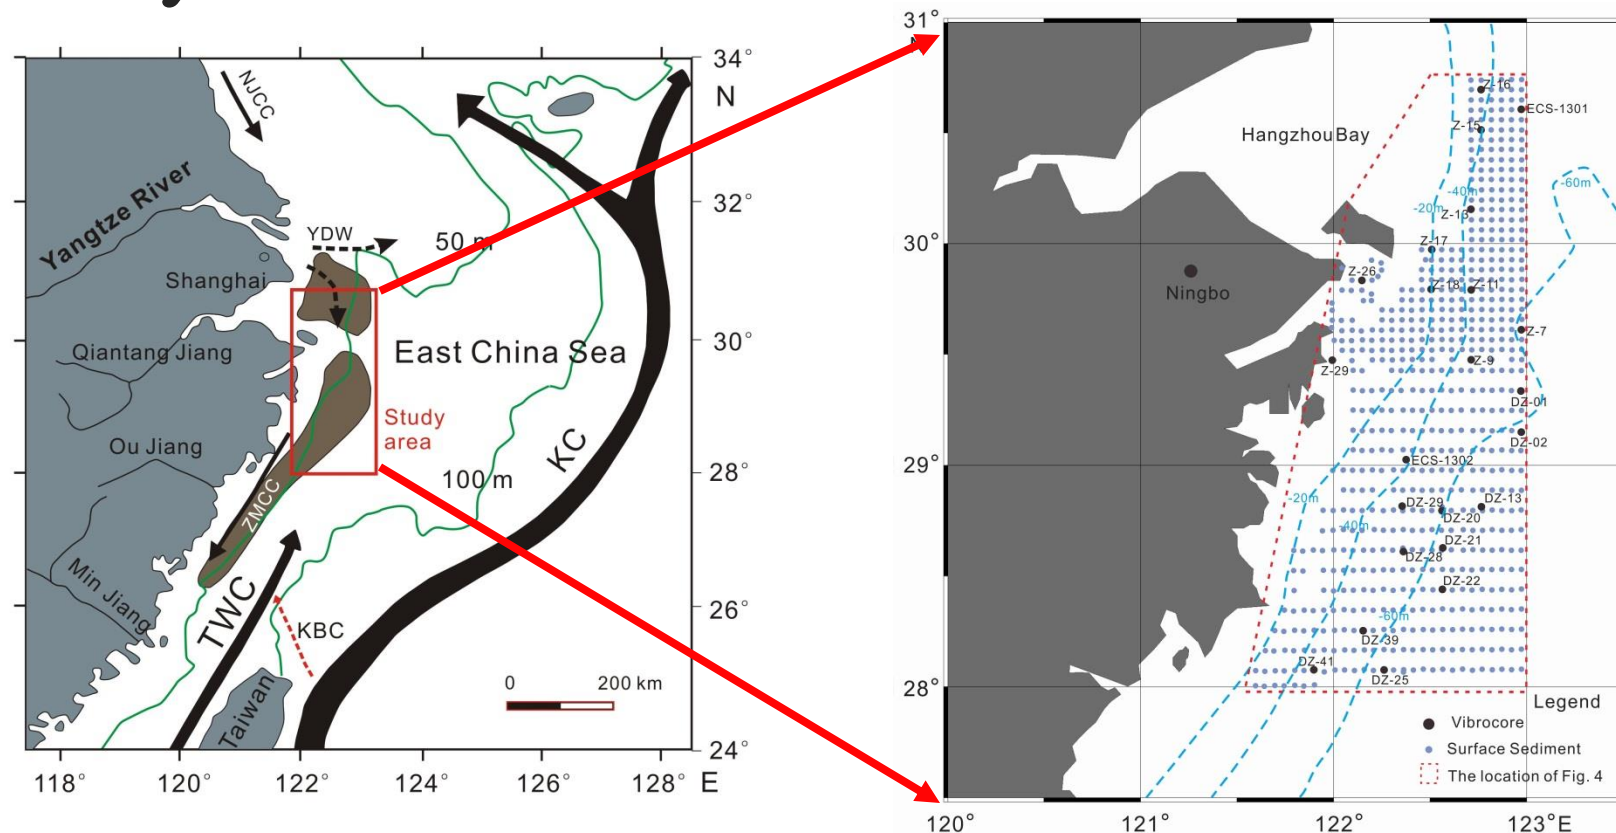 34°
N
NJCC
Yangtze River
32°
YDW
50 m
Shanghai
30°
Qiantang Jiang
East China Sea
Study
area
Ou Jiang
28°
100 m
KC
ZMCC
Min Jiang
26°
TWC
KBC
0 200 km
Taiwan
24°
118° 120° 122° 124° 126° 128° E
31°
N
Z-16
ECS-1301
Z-15
Hangzhou Bay
-60m
-40m
-20m
Z-13
30°
Z-17
Z-26
Ningbo
Z-18
Z-11
Z-7
Z-29
Z-9
DZ-01
DZ-02
29°
ECS-1302
-20m
DZ-29
DZ-13
DZ-20
-40m
DZ-21
DZ-28
DZ-22
-60m
DZ-39
DZ-41
DZ-25
28°
Legend
Vibrocore
Surface Sediment
The location of Fig. 4
120° 121° 122° 123°E